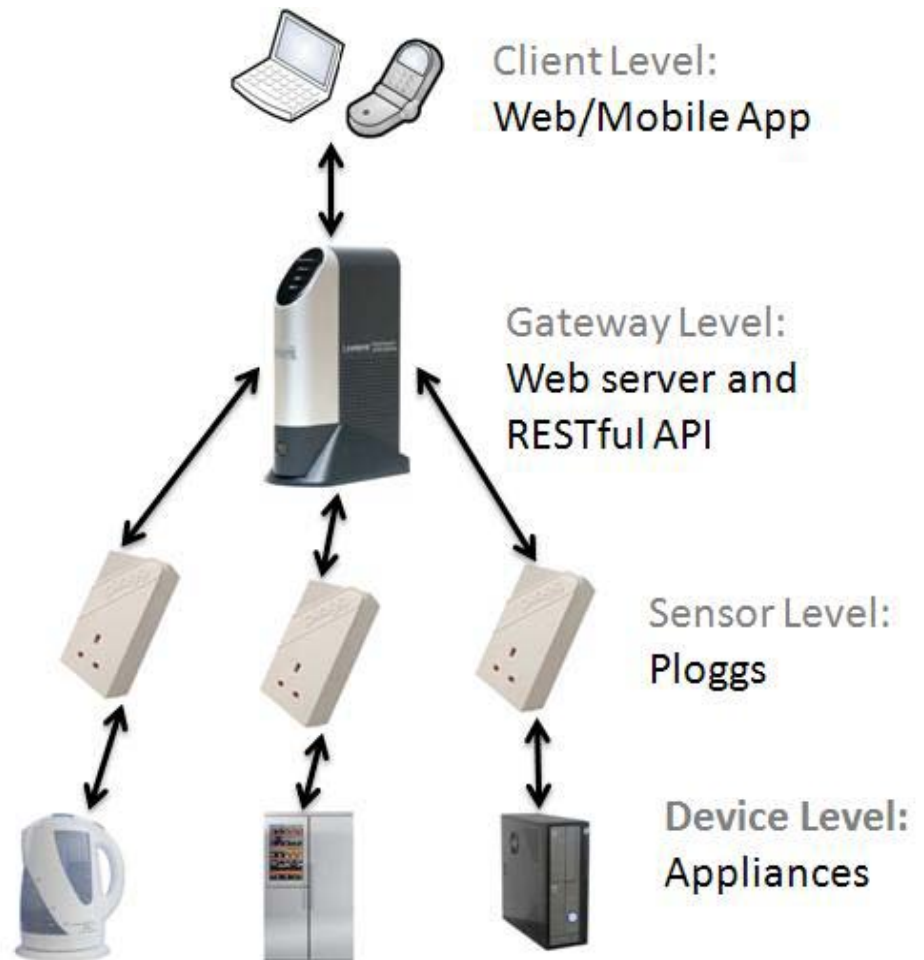 Client Level:
Web/Mobile App
Gateway Level:
Web server and
RESTful API
Sensor Level:
Ploggs
Device Level:
Appliances